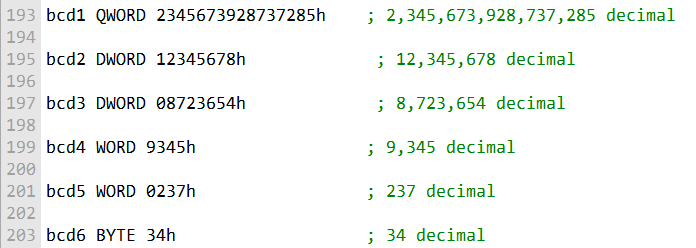 193 bcd1 QWORD 2345673928737285h    ; 2,345,673,928,737,285 decimal
194
195 bcd2 DWORD 12345678h             ; 12,345,678 decimal
196
197 bcd3 DWORD 08723654h             ; 8,723,654 decimal
198
199 bcd4 WORD 9345h                 ; 9,345 decimal
200
201 bcd5 WORD 0237h                 ; 237 decimal
202
203 bcd6 BYTE 34h                   ; 34 decimal